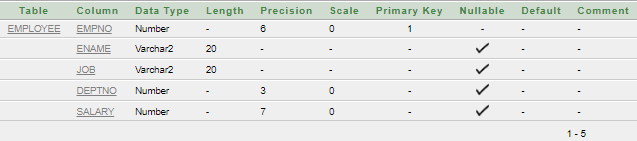 Table Column Data Type Length Precision Scale Primary Key Nullable Default Comment
EMPLOYEE EMPNO Number - 6 0 1 - - -
ENAME Varchar2 20 - - - ✓ - -
JOB Varchar2 20 - - - ✓ - -
DEPTNO Number - 3 0 - ✓ - -
SALARY Number - 7 0 - ✓ - -
1 - 5